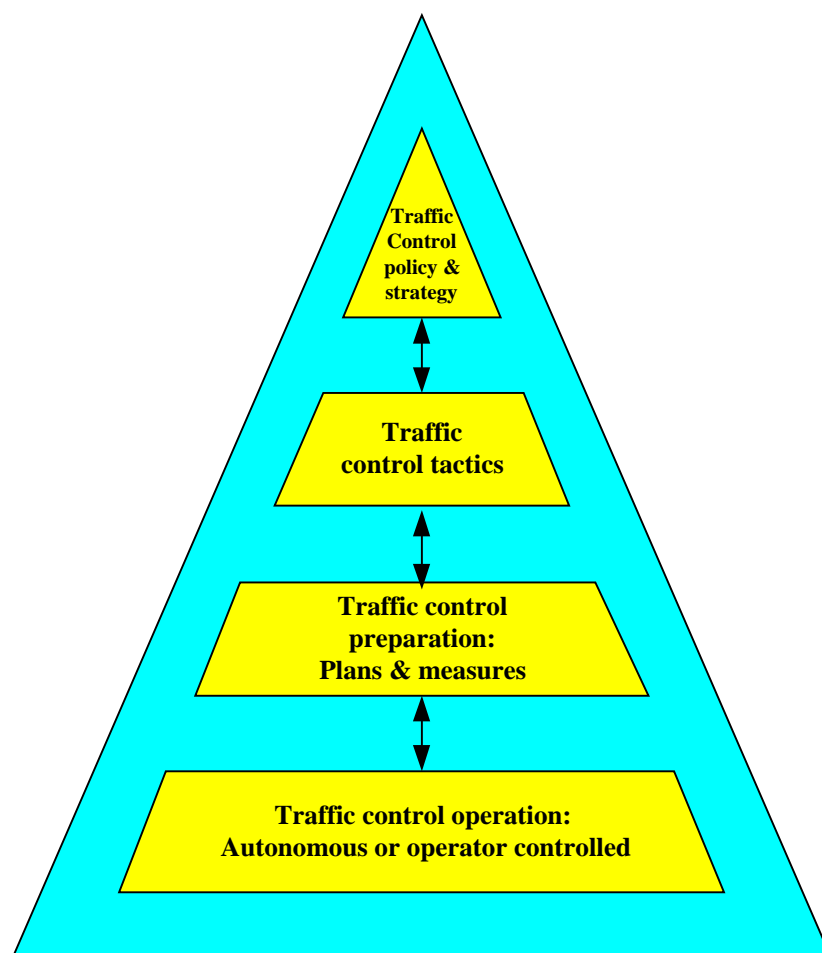 Traffic
Control
policy &
strategy
Traffic
control tactics
Traffic control
preparation:
Plans & measures
Traffic control operation:
Autonomous or operator controlled